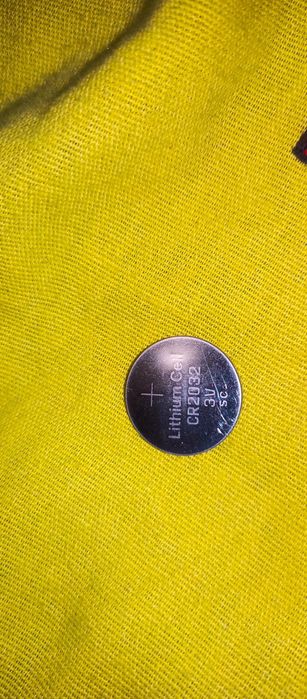 +
Lithium Cell
CR2032
3V
SC